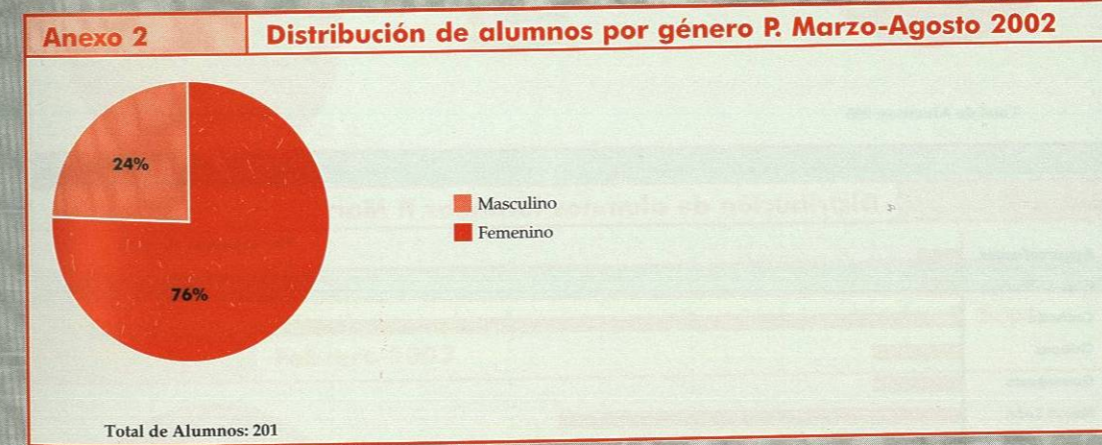 Anexo 2
Distribución de alumnos por género P. Marzo-Agosto 2002
24%
76%
Masculino
Femenino
Total de Alumnos: 201